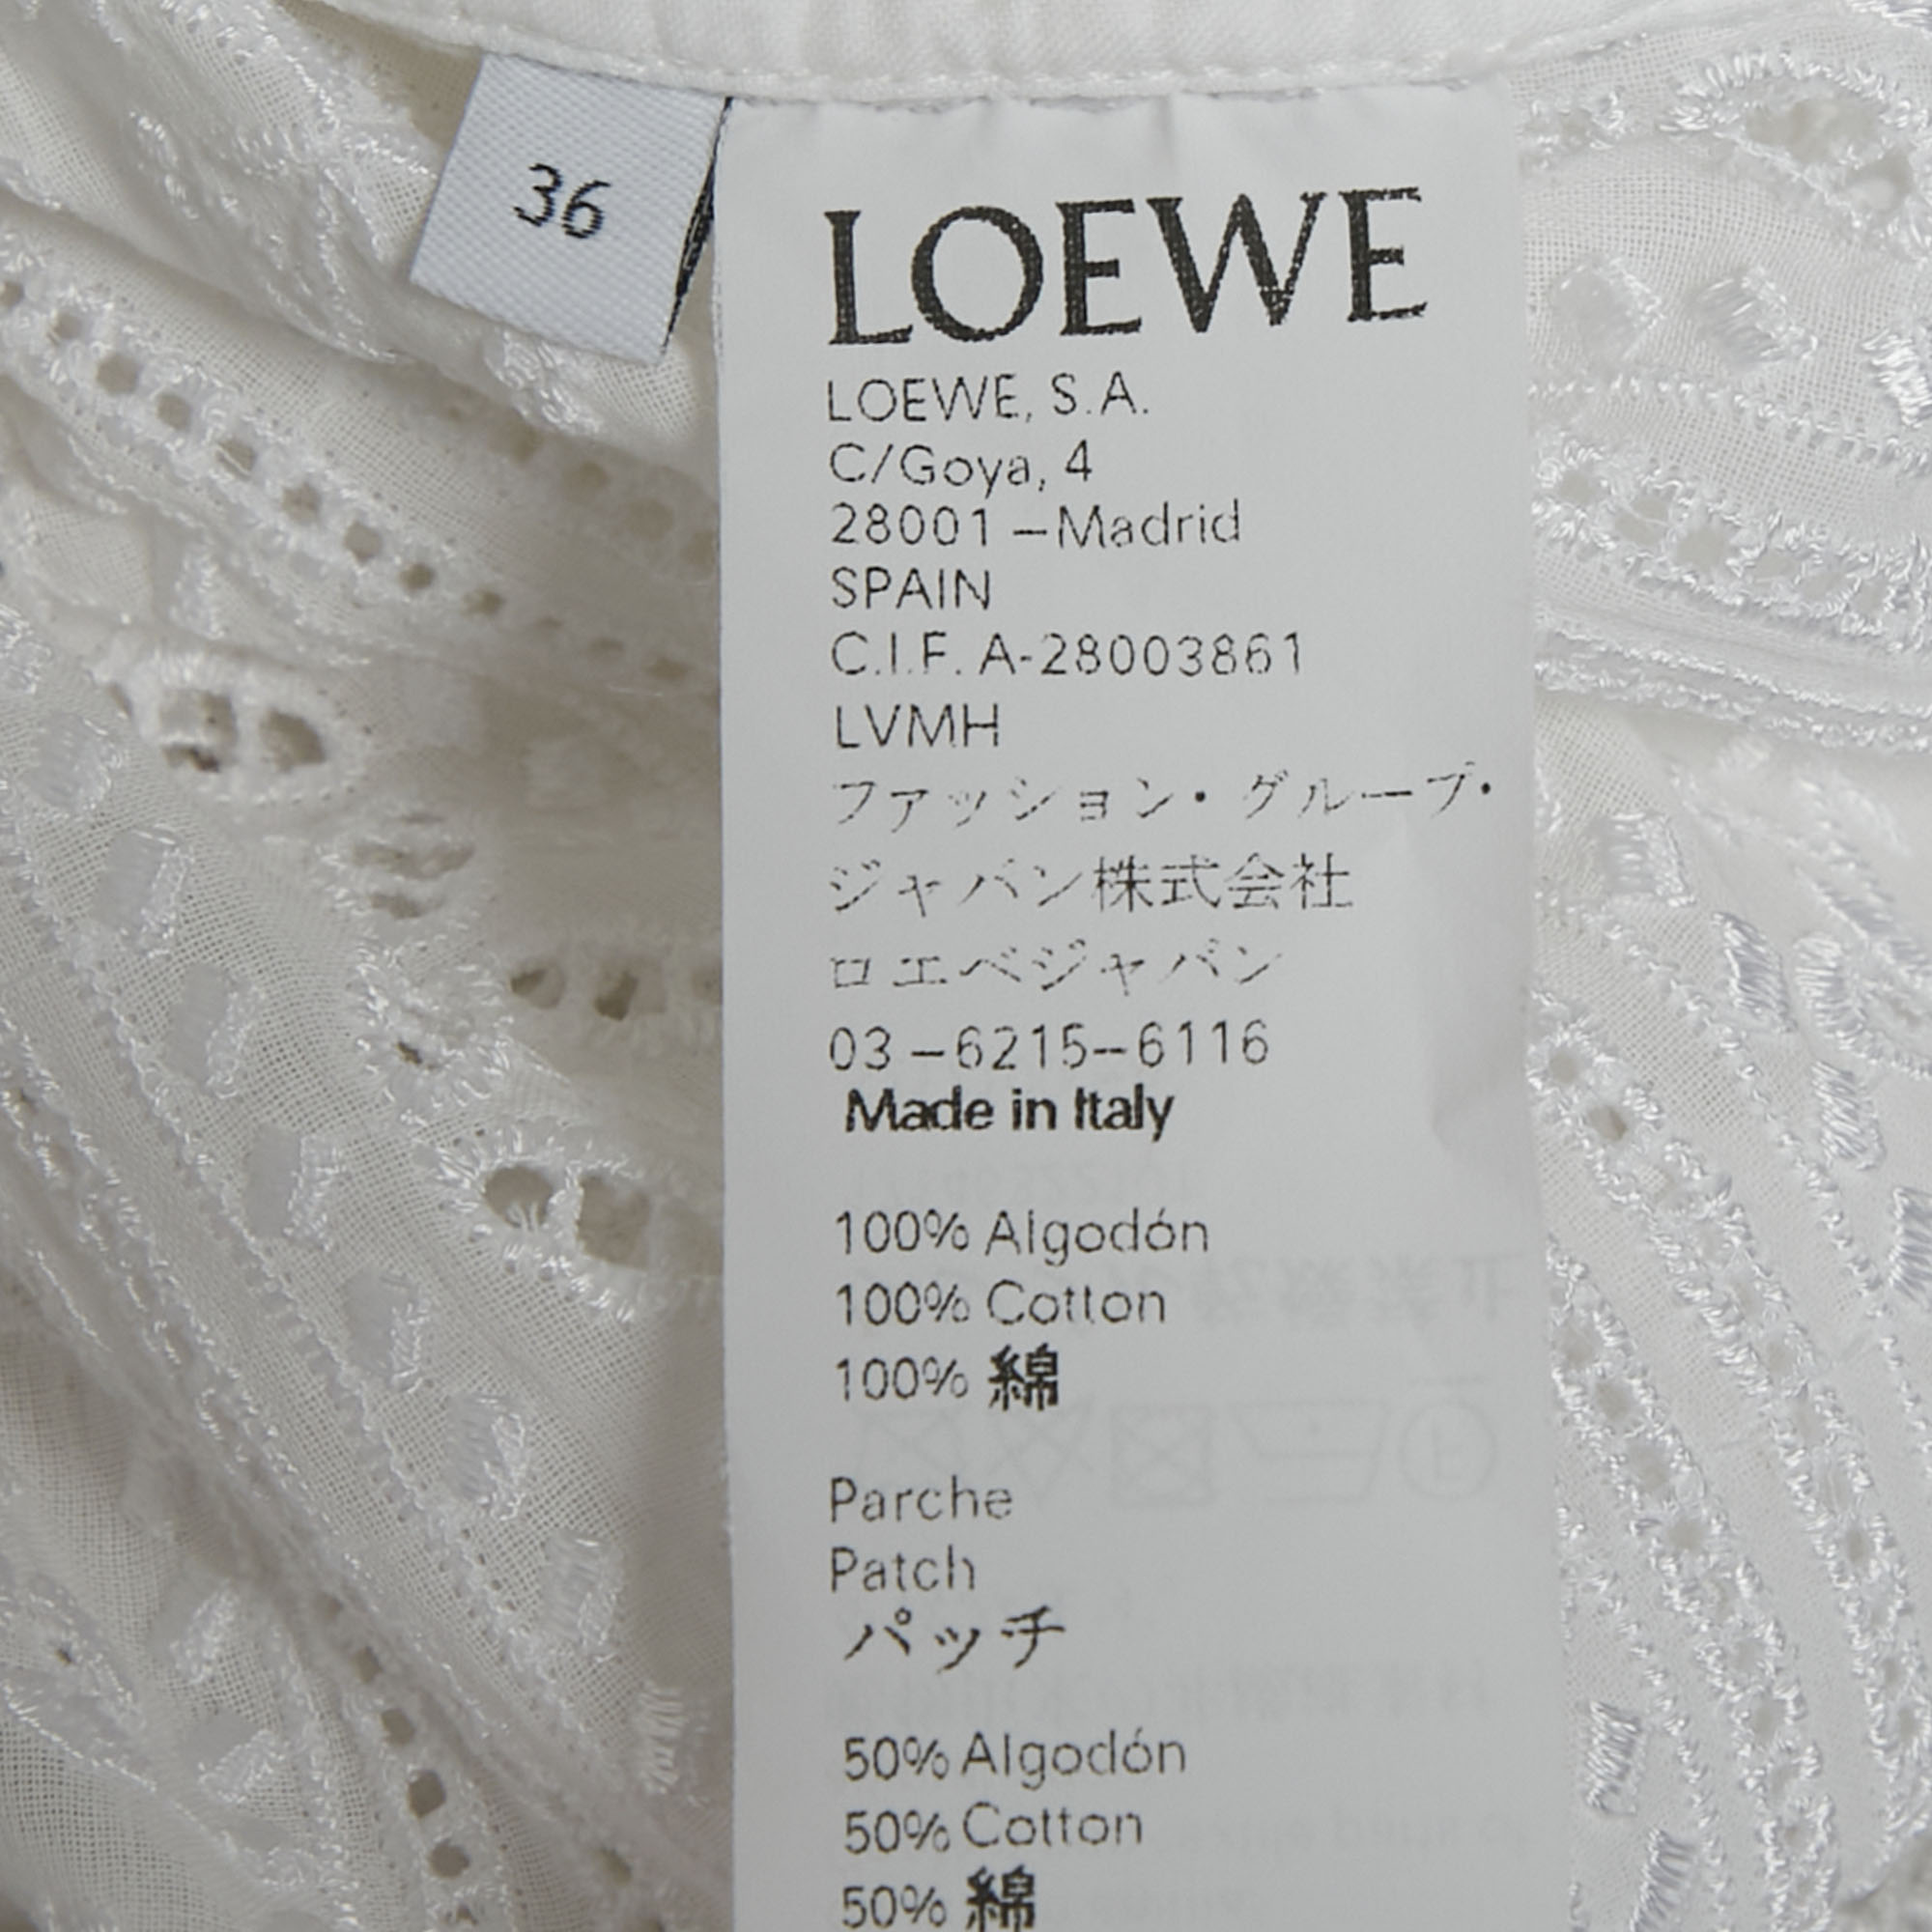 36
LOEWE
LOEWE, S.A.
C/Goya, 4
28001 –Madrid
SPAIN
C.I.F. A-28003861
LVMH
ファッション・グループ・
ジャパン株式会社
ロエベジャパン
03–6215–6116
Made in Italy
100% Algodón
100% Cotton
100% 綿
Parche
Patch
パッチ
50% Algodón
50% Cotton
50% 綿